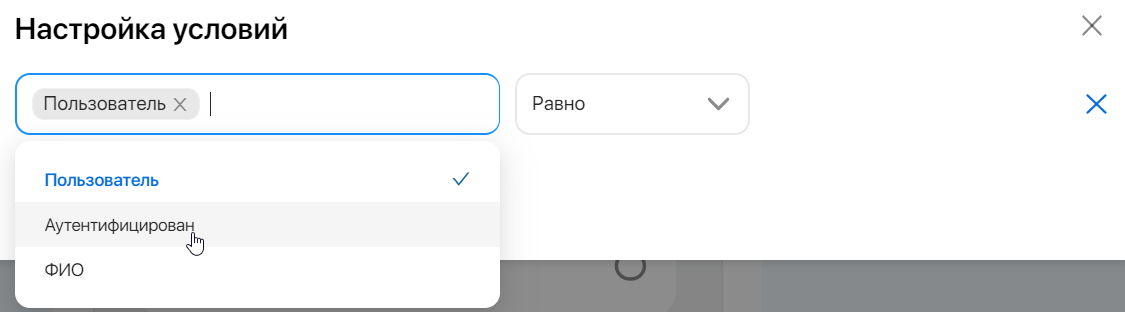 Настройка условий
Пользователь
Равно
Пользователь
Аутентифицирован
ФИО